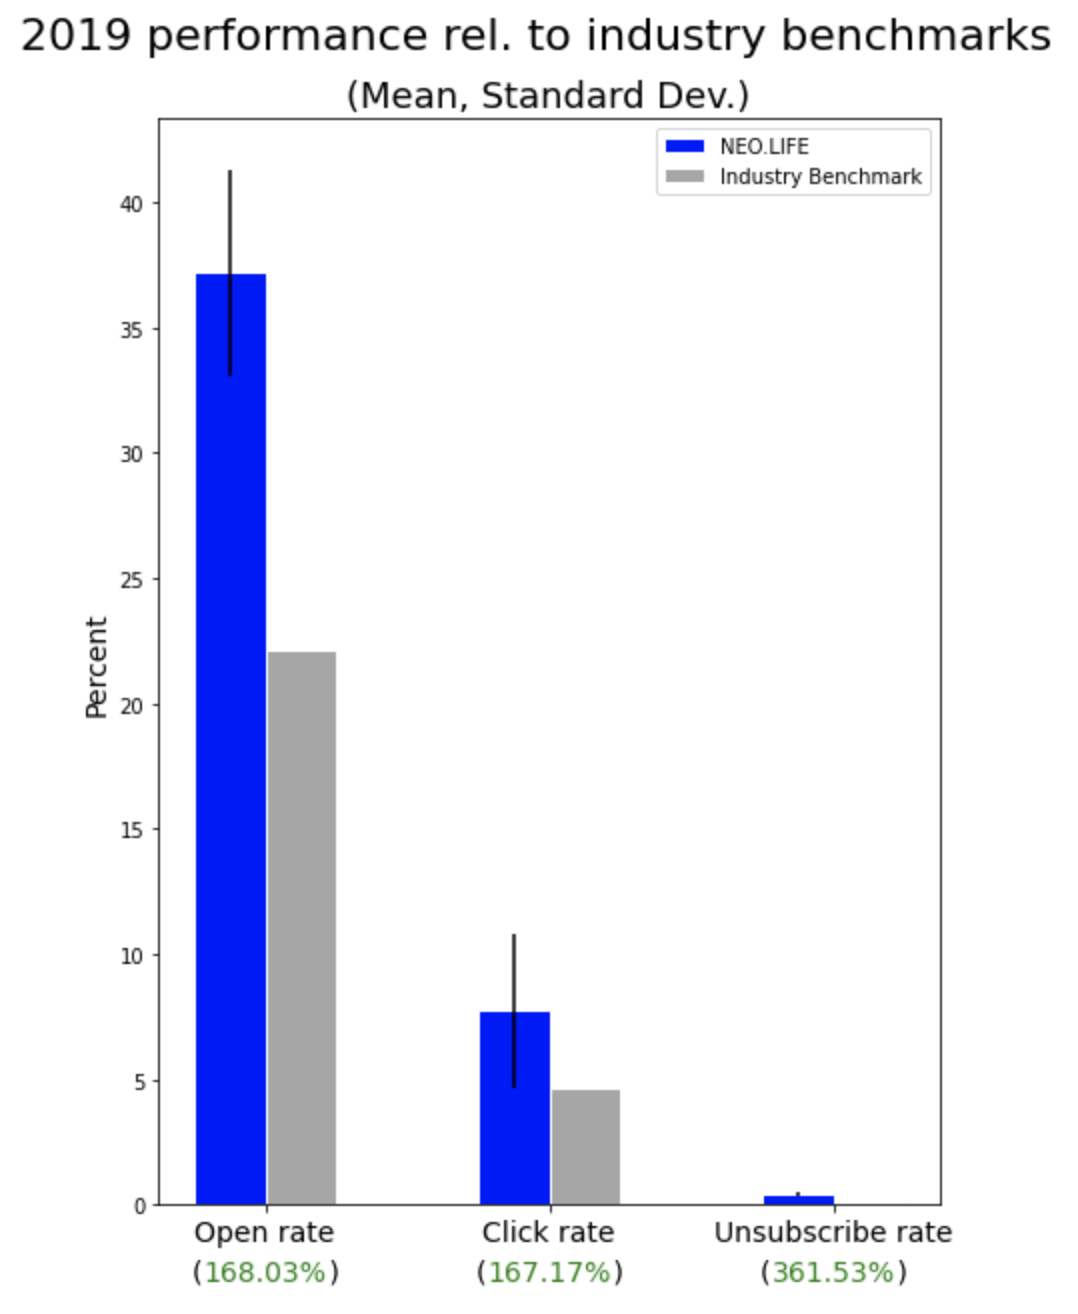 2019 performance rel. to industry benchmarks
(Mean, Standard Dev.)
NEO.LIFE
Industry Benchmark
40
35
30
25
20
15
10
5
0
Percent
Open rate
(168.03%)
Click rate
(167.17%)
Unsubscribe rate
(361.53%)